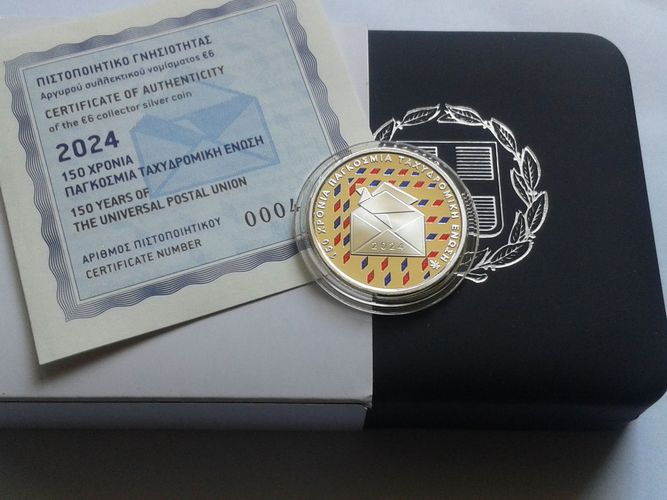 ΠΙΣΤΟΠΟΙΗΤΙΚΟ ΓΝΗΣΙΟΤΗΤΑΣ
Αργυρού συλλεκτικού νομίσματος €6
CERTIFICATE OF AUTHENTICITY
of the €6 collector silver coin
2024
150 ΧΡΟΝΙΑ
ΠΑΓΚΟΣΜΙΑ ΤΑΧΥΔΡΟΜΙΚΗ ΕΝΩΣΗ
150 YEARS OF
THE UNIVERSAL POSTAL UNION
ΑΡΙΘΜΟΣ ΠΙΣΤΟΠΟΙΗΤΙΚΟΥ
CERTIFICATE NUMBER
0004
150 ΧΡΟΝΙΑ ΠΑΓΚΟΣΜΙΑ ΤΑΧΥΔΡΟΜΙΚΗ ΕΝΩΣΗ
2024